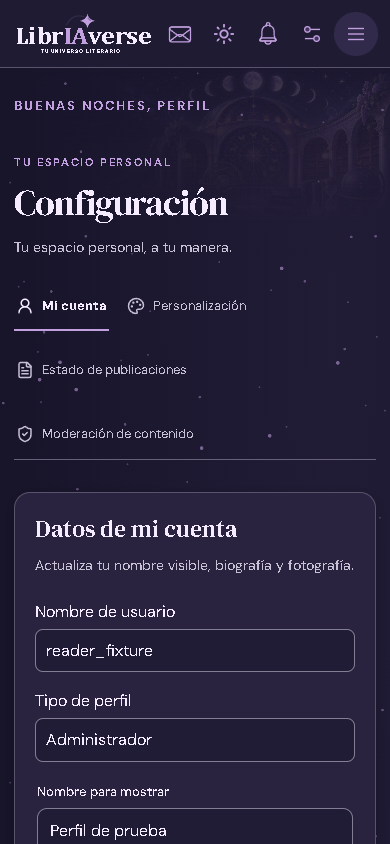 LibrIAverse
TU UNIVERSO LITERARIO
BUENAS NOCHES, PERFIL
TU ESPACIO PERSONAL
Configuración
Tu espacio personal, a tu manera.
Mi cuenta
Personalización
Estado de publicaciones
Moderación de contenido
Datos de mi cuenta
Actualiza tu nombre visible, biografía y fotografía.
Nombre de usuario
reader_fixture
Tipo de perfil
Administrador
Nombre para mostrar
Perfil de prueba